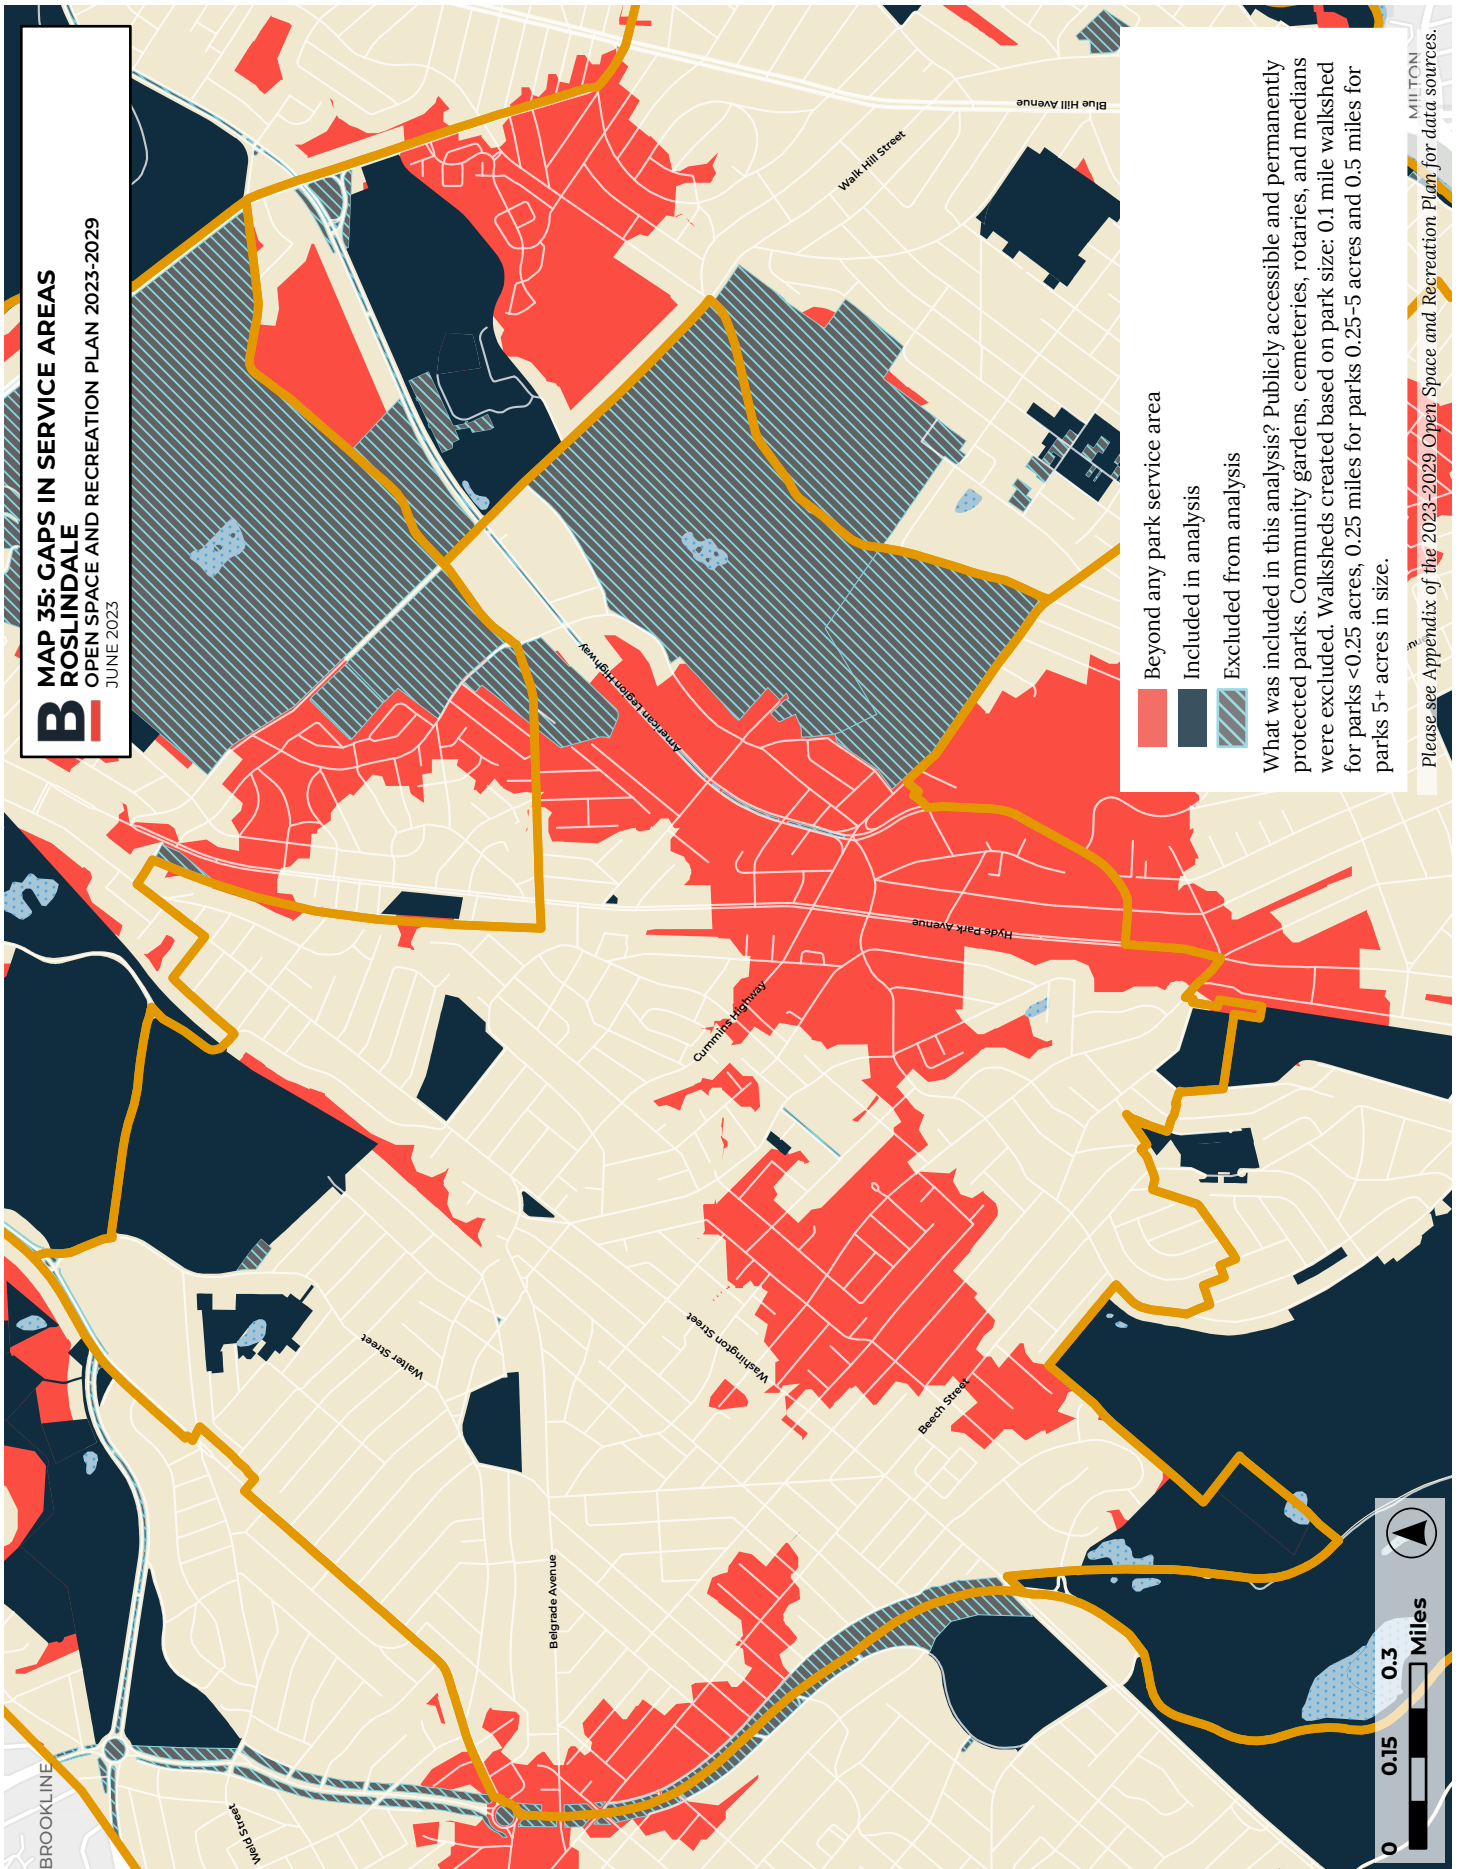 B
MAP 35: GAPS IN SERVICE AREAS
ROSLINDALE
OPEN SPACE AND RECREATION PLAN 2023-2029
JUNE 2023
BROOKLINE
Weld Street
Walter Street
Belgrade Avenue
Washington Street
Beech Street
Cummins Highway
American Legion Highway
Hyde Park Avenue
Walk Hill Street
Blue Hill Avenue
MILTON
Beyond any park service area
Included in analysis
Excluded from analysis
What was included in this analysis? Publicly accessible and permanently
protected parks. Community gardens, cemeteries, rotaries, and medians
were excluded. Walksheds created based on park size: 0.1 mile walkshed
for parks <0.25 acres, 0.25 miles for parks 0.25-5 acres and 0.5 miles for
parks 5+ acres in size.
Please see Appendix of the 2023-2029 Open Space and Recreation Plan for data sources.
0 0.15 0.3
Miles